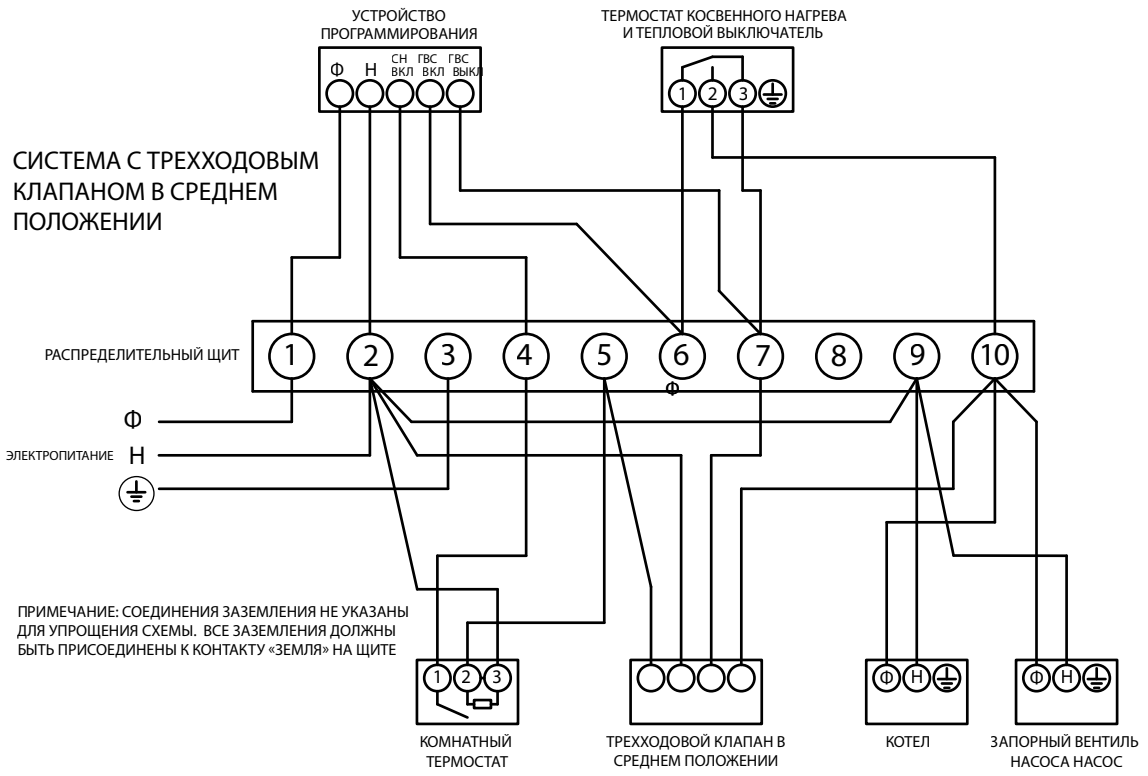 УСТРОЙСТВО
ПРОГРАММИРОВАНИЯ
Ф Н СН ВКЛ ГВС ВКЛ ГВС ВЫКЛ
ТЕРМОСТАТ КОСВЕННОГО НАГРЕВА
И ТЕПЛОВОЙ ВЫКЛЮЧАТЕЛЬ
1 2 3
СИСТЕМА С ТРЕХХОДОВЫМ
КЛАПАНОМ В СРЕДНЕМ
ПОЛОЖЕНИИ
РАСПРЕДЕЛИТЕЛЬНЫЙ ЩИТ
1 2 3 4 5 6 7 8 9 10
Ф
Ф
ЭЛЕКТРОПИТАНИЕ Н
ПРИМЕЧАНИЕ: СОЕДИНЕНИЯ ЗАЗЕМЛЕНИЯ НЕ УКАЗАНЫ
ДЛЯ УПРОЩЕНИЯ СХЕМЫ. ВСЕ ЗАЗЕМЛЕНИЯ ДОЛЖНЫ
БЫТЬ ПРИСОЕДИНЕНЫ К КОНТАКТУ «ЗЕМЛЯ» НА ЩИТЕ
1 2 3
КОМНАТНЫЙ
ТЕРМОСТАТ
ТРЕХХОДОВОЙ КЛАПАН В
СРЕДНЕМ ПОЛОЖЕНИИ
Ф Н
КОТЕЛ
Ф Н
ЗАПОРНЫЙ ВЕНТИЛЬ
НАСОСА НАСОС